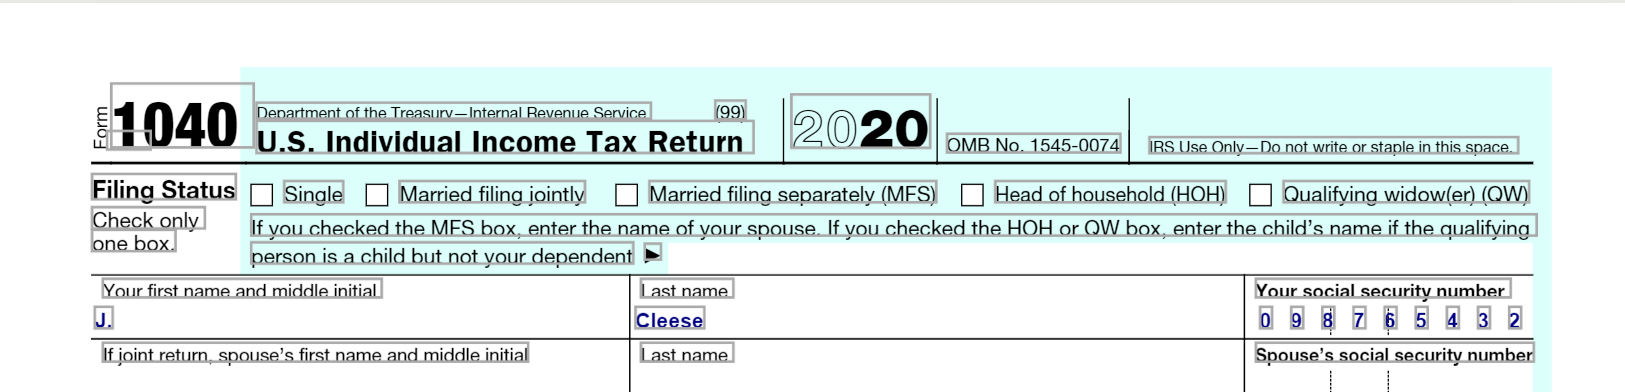 Form 1040 Department of the Treasury—Internal Revenue Service (99)
U.S. Individual Income Tax Return 2020 OMB No. 1545-0074 IRS Use Only—Do not write or staple in this space.
Filing Status Single Married filing jointly Married filing separately (MFS) Head of household (HOH) Qualifying widow(er) (QW)
Check only
one box.
If you checked the MFS box, enter the name of your spouse. If you checked the HOH or QW box, enter the child's name if the qualifying
person is a child but not your dependent ►
Your first name and middle initial Last name Your social security number
J. Cleese 0 9 8 7 6 5 4 3 2
If joint return, spouse's first name and middle initial Last name Spouse's social security number